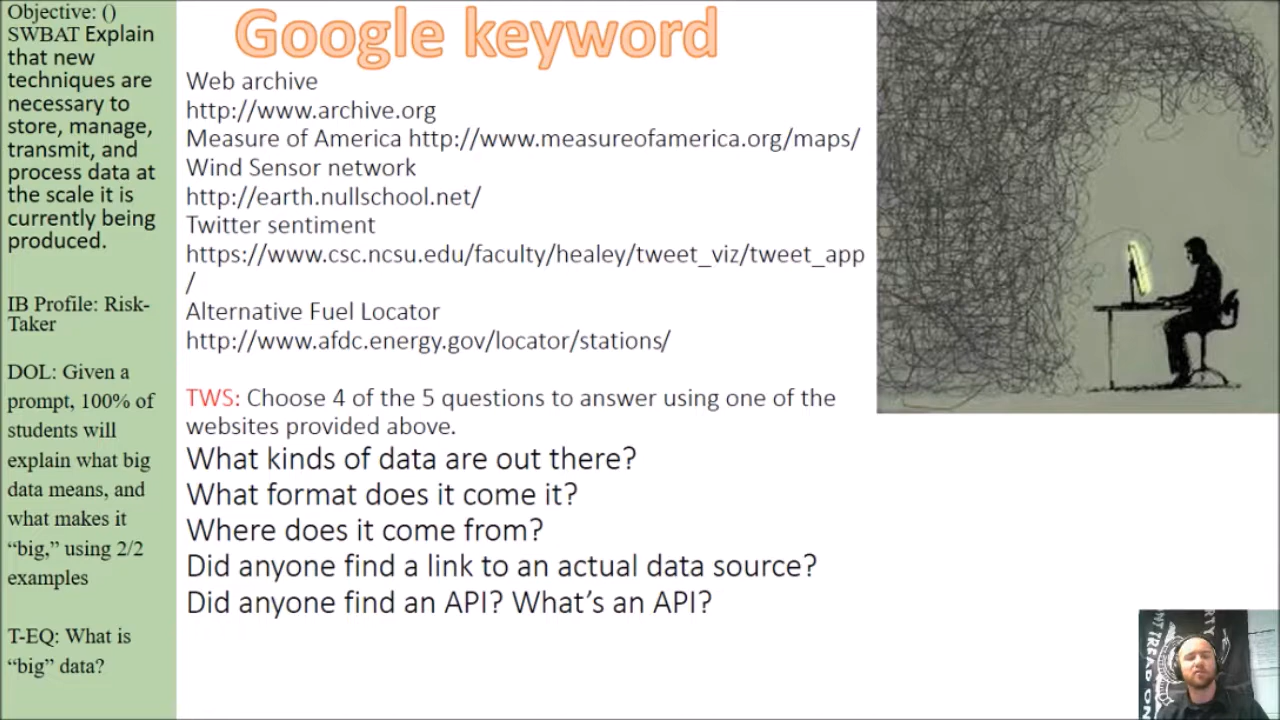 Objective: ()
SWBAT Explain
that new
techniques are
necessary to
store, manage,
transmit, and
process data at
the scale it is
currently being
produced.
IB Profile: Risk-
Taker
DOL: Given a
prompt, 100% of
students will
explain what big
data means, and
what makes it
“big,” using 2/2
examples
T-EQ: What is
“big” data?
Google keyword
Web archive
http://www.archive.org
Measure of America http://www.measureofamerica.org/maps/
Wind Sensor network
http://earth.nullschool.net/
Twitter sentiment
https://www.csc.ncsu.edu/faculty/healey/tweet_viz/tweet_app
/
Alternative Fuel Locator
http://www.afdc.energy.gov/locator/stations/
TWS: Choose 4 of the 5 questions to answer using one of the
websites provided above.
What kinds of data are out there?
What format does it come it?
Where does it come from?
Did anyone find a link to an actual data source?
Did anyone find an API? What’s an API?
TREAD ON